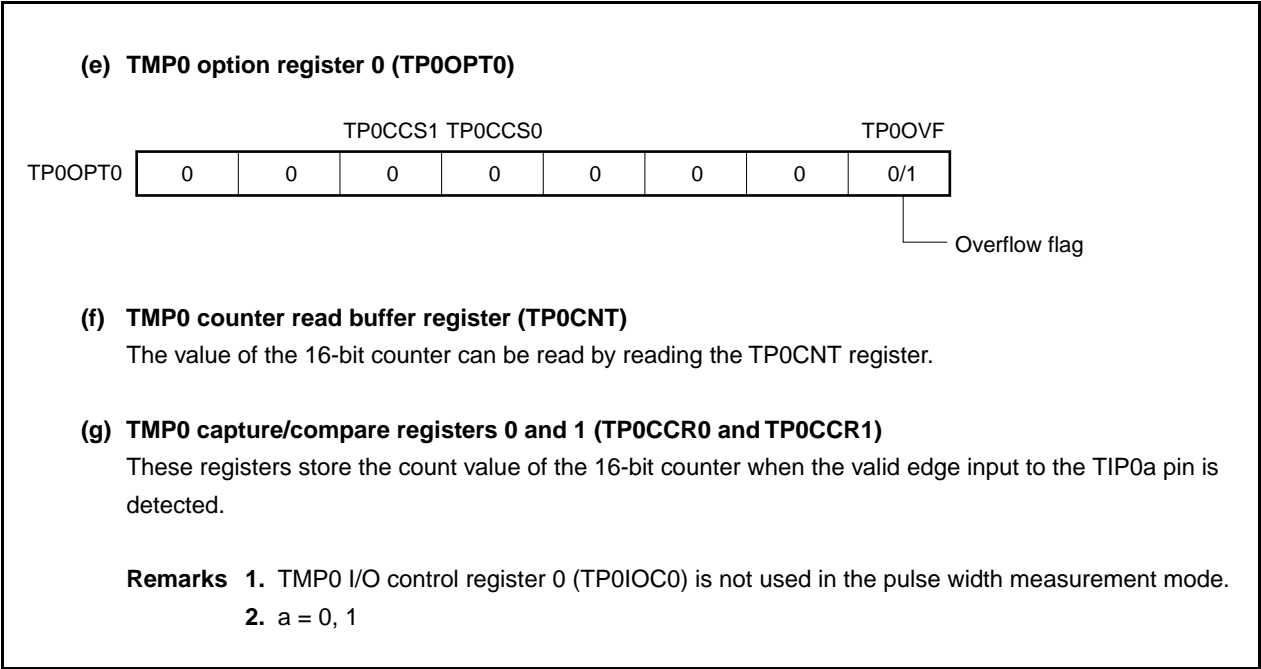 (e) TMP0 option register 0 (TP0OPT0)
TP0CCS1 TP0CCS0 TP0OVF
TP0OPT0 0 0 0 0 0 0 0 0/1
Overflow flag
(f) TMP0 counter read buffer register (TP0CNT)
The value of the 16-bit counter can be read by reading the TP0CNT register.
(g) TMP0 capture/compare registers 0 and 1 (TP0CCR0 and TP0CCR1)
These registers store the count value of the 16-bit counter when the valid edge input to the TIP0a pin is
detected.
Remarks 1. TMP0 I/O control register 0 (TP0IOC0) is not used in the pulse width measurement mode.
2. a = 0, 1